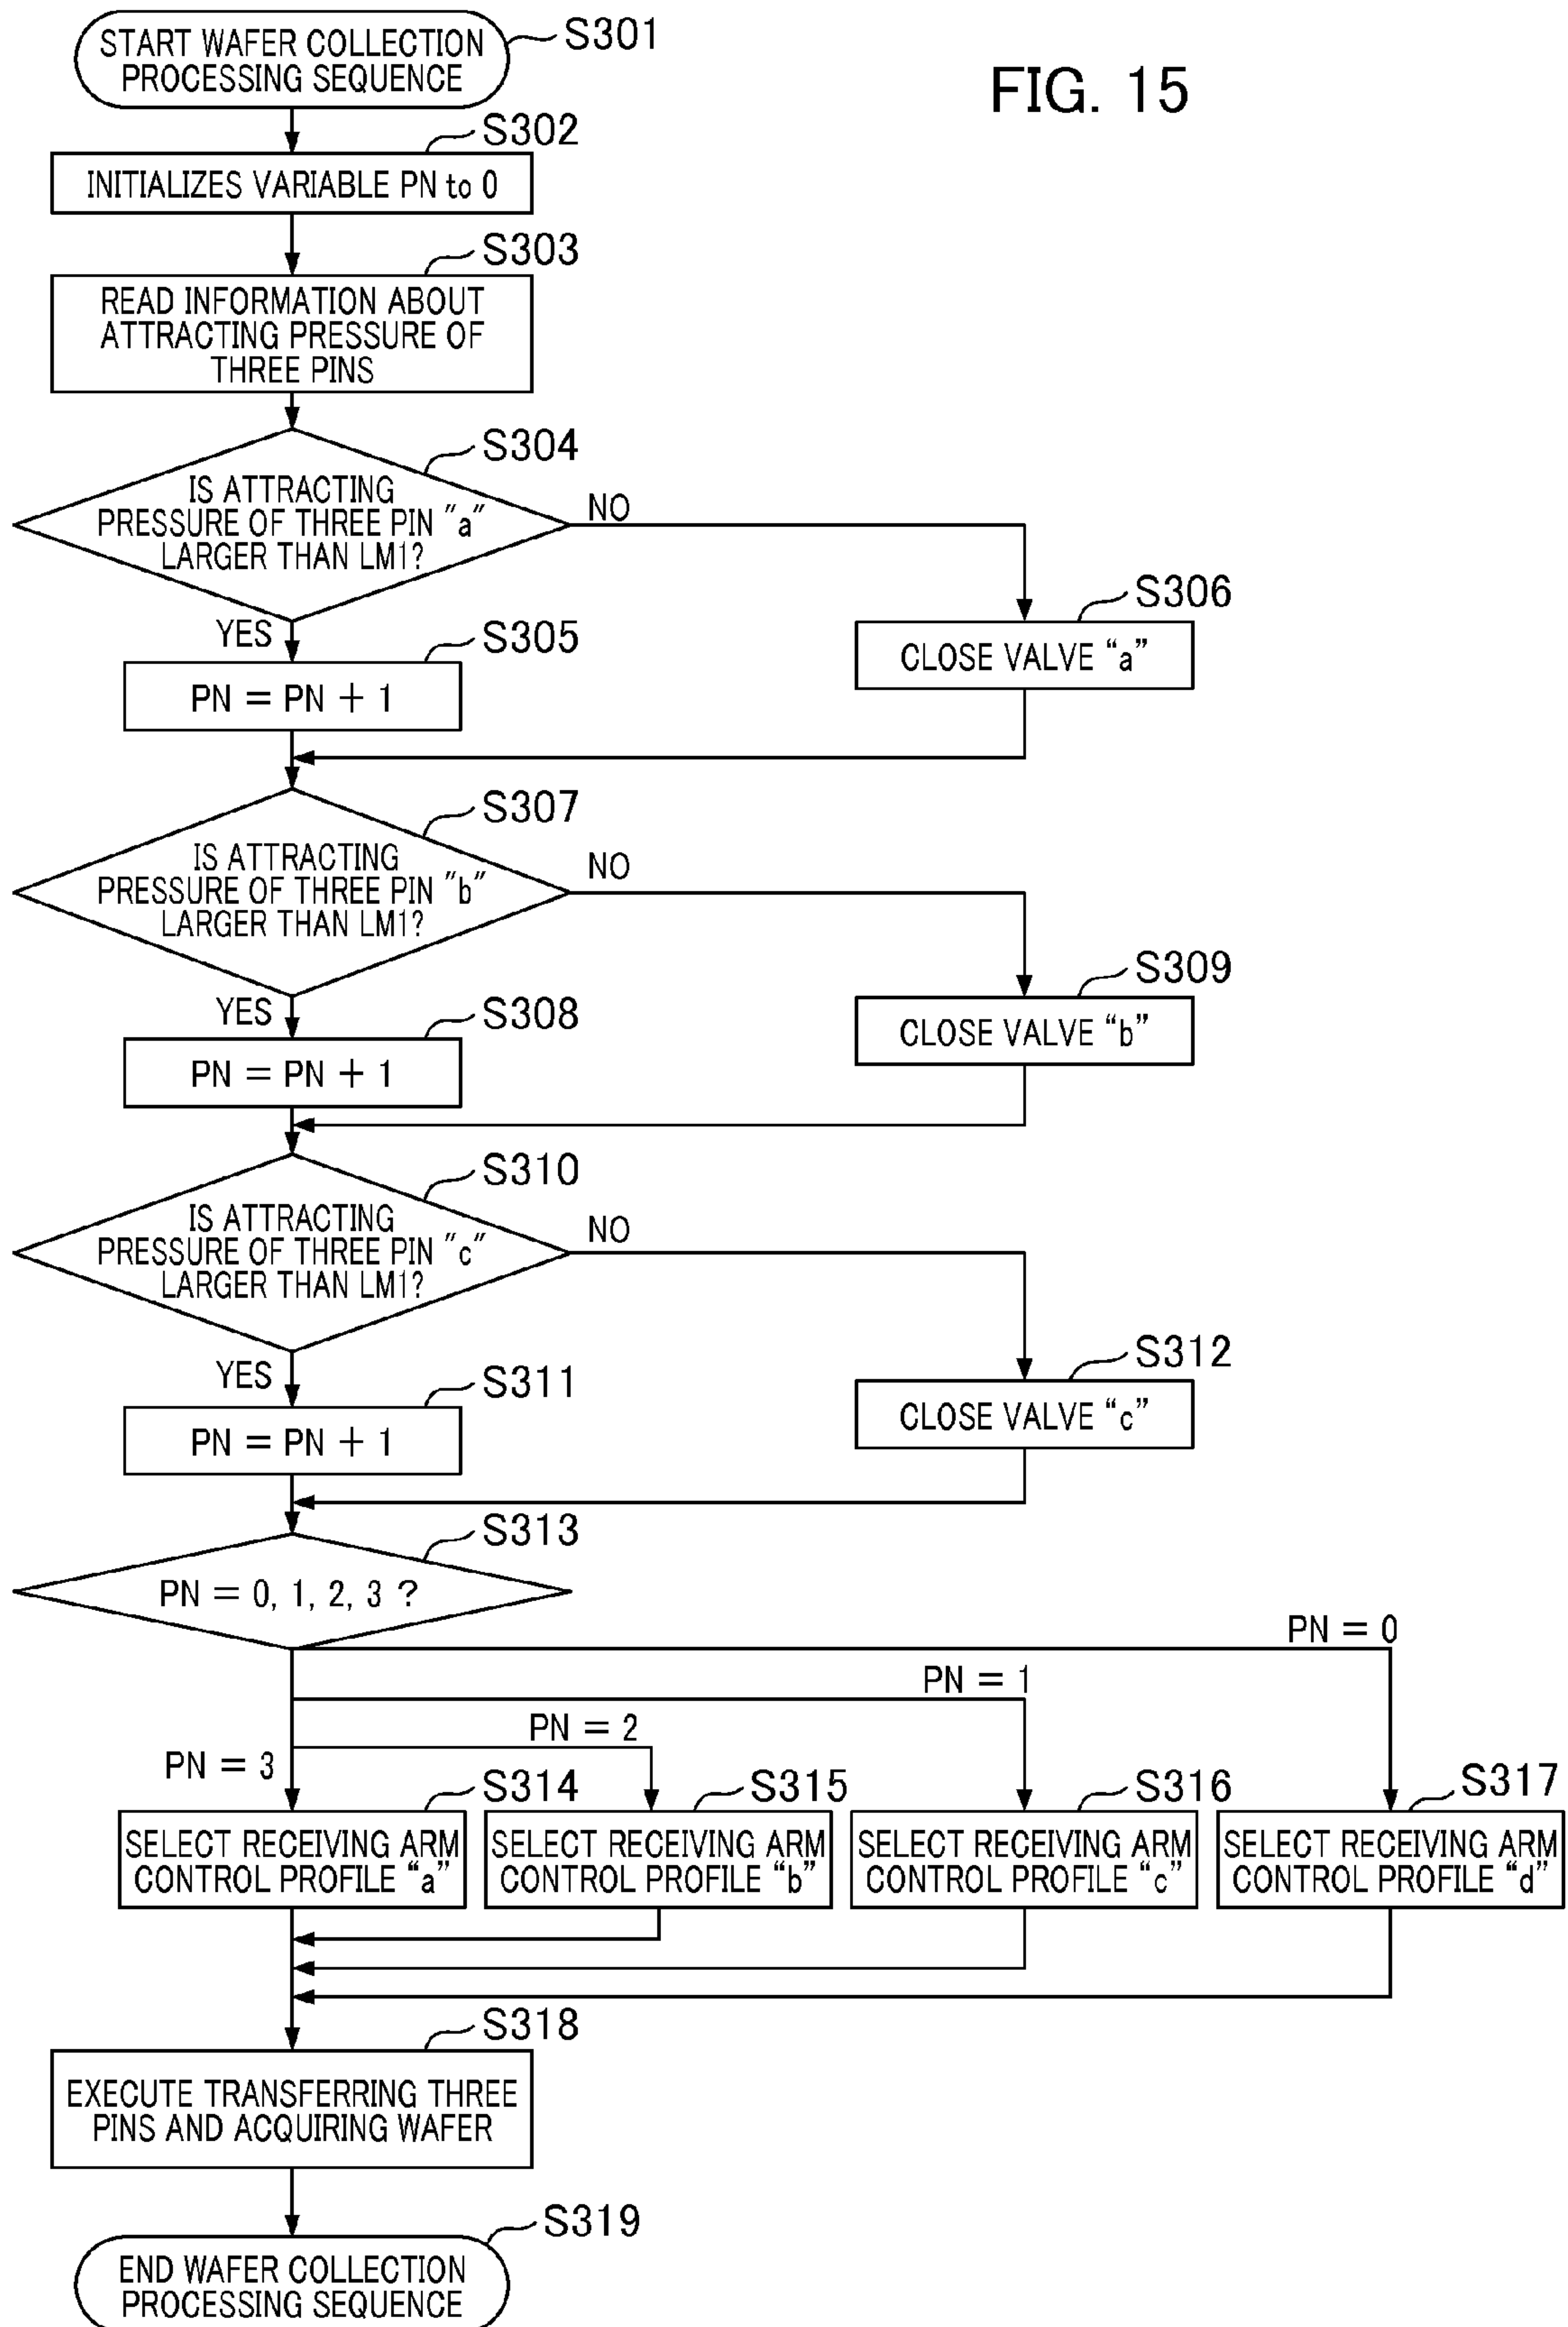 FIG. 15
START WAFER COLLECTION
PROCESSING SEQUENCE
S301
S302
INITIALIZES VARIABLE PN to 0
S303
READ INFORMATION ABOUT
ATTRACTING PRESSURE OF
THREE PINS
S304
IS ATTRACTING
PRESSURE OF THREE PIN "a"
LARGER THAN LM1?
NO
YES
S305
PN = PN + 1
S306
CLOSE VALVE “a”
S307
IS ATTRACTING
PRESSURE OF THREE PIN "b"
LARGER THAN LM1?
NO
YES
S308
PN = PN + 1
S309
CLOSE VALVE “b”
S310
IS ATTRACTING
PRESSURE OF THREE PIN "c"
LARGER THAN LM1?
NO
YES
S311
PN = PN + 1
S312
CLOSE VALVE “c”
S313
PN = 0, 1, 2, 3 ?
PN = 0
PN = 1
PN = 2
PN = 3
S314
SELECT RECEIVING ARM
CONTROL PROFILE “a”
S315
SELECT RECEIVING ARM
CONTROL PROFILE “b”
S316
SELECT RECEIVING ARM
CONTROL PROFILE “c”
S317
SELECT RECEIVING ARM
CONTROL PROFILE “d”
S318
EXECUTE TRANSFERRING THREE
PINS AND ACQUIRING WAFER
S319
END WAFER COLLECTION
PROCESSING SEQUENCE